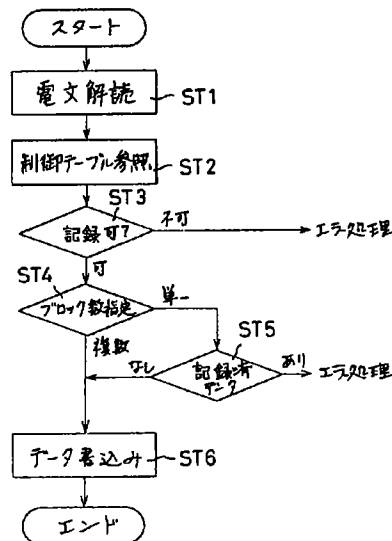 スタート
電文解読 ST1
制御テーブル参照 ST2
ST3
記録可? 不可 エラー処理
可
ST4
ブロック数指定 単一
複数
ST5
なし 記録済データ あり エラー処理
データ書込み ST6
エンド